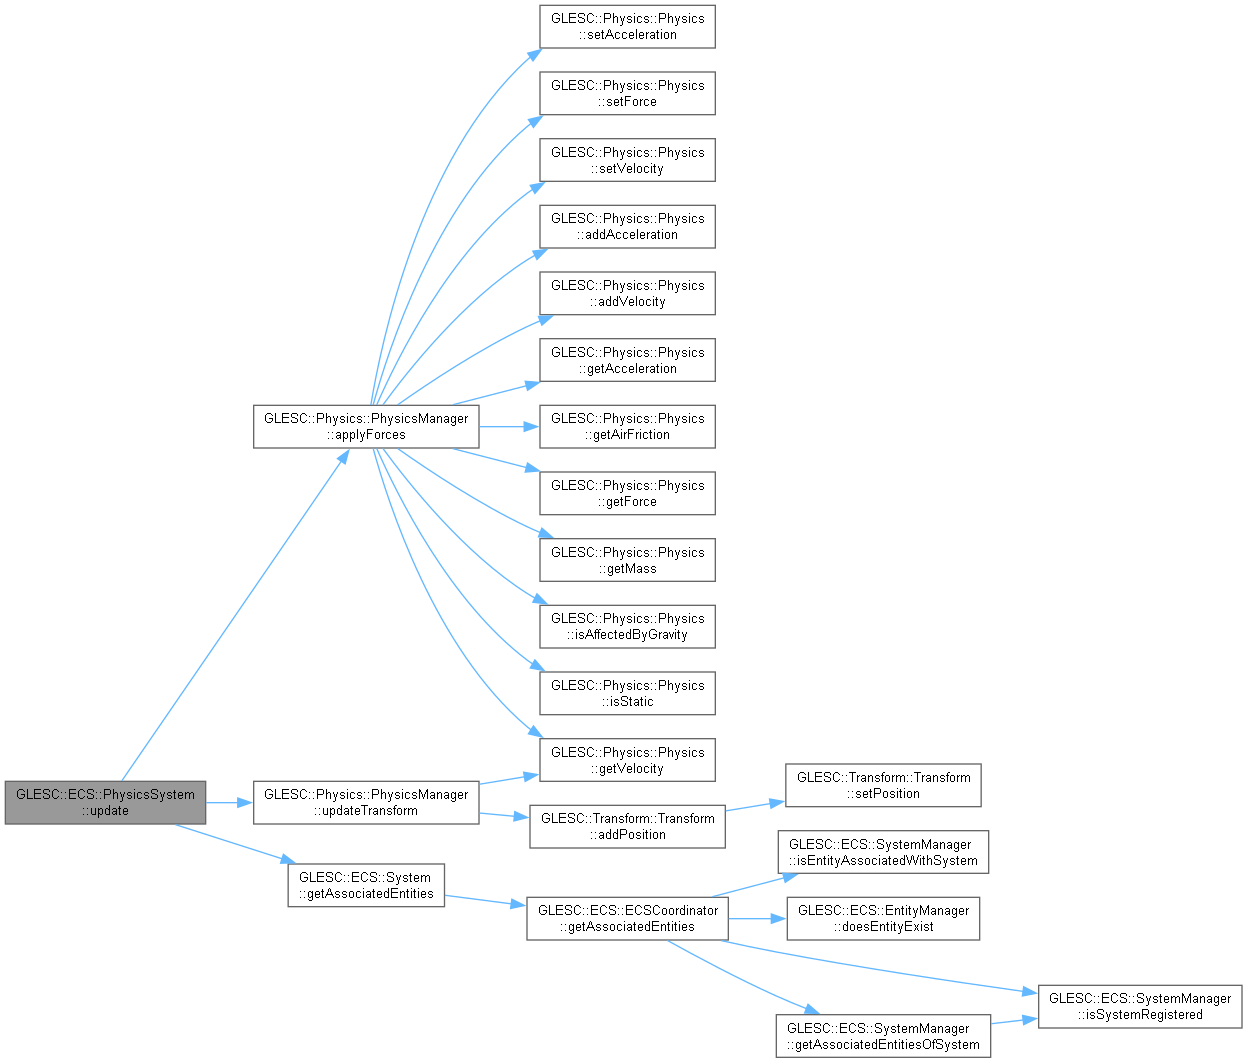 GLESC::Physics::Physics
::setAcceleration
GLESC::Physics::Physics
::setForce
GLESC::Physics::Physics
::setVelocity
GLESC::Physics::Physics
::addAcceleration
GLESC::Physics::Physics
::addVelocity
GLESC::Physics::Physics
::getAcceleration
GLESC::Physics::PhysicsManager
::applyForces
GLESC::Physics::Physics
::getAirFriction
GLESC::Physics::Physics
::getForce
GLESC::Physics::Physics
::getMass
GLESC::Physics::Physics
::isAffectedByGravity
GLESC::Physics::Physics
::isStatic
GLESC::Physics::Physics
::getVelocity
GLESC::ECS::PhysicsSystem
::update
GLESC::Physics::PhysicsManager
::updateTransform
GLESC::Transform::Transform
::setPosition
GLESC::Transform::Transform
::addPosition
GLESC::ECS::SystemManager
::isEntityAssociatedWithSystem
GLESC::ECS::System
::getAssociatedEntities
GLESC::ECS::ECSCoordinator
::getAssociatedEntities
GLESC::ECS::EntityManager
::doesEntityExist
GLESC::ECS::SystemManager
::isSystemRegistered
GLESC::ECS::SystemManager
::getAssociatedEntitiesOfSystem